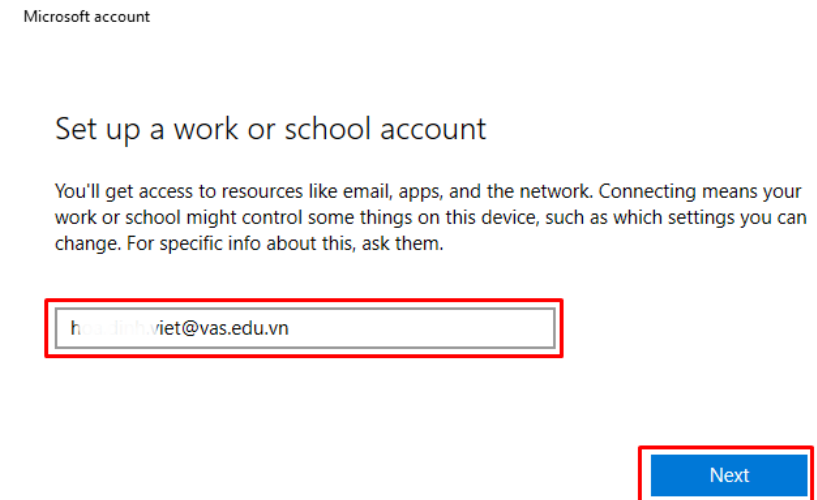 Microsoft account
Set up a work or school account
You'll get access to resources like email, apps, and the network. Connecting means your
work or school might control some things on this device, such as which settings you can
change. For specific info about this, ask them.
viet@vas.edu.vn
Next